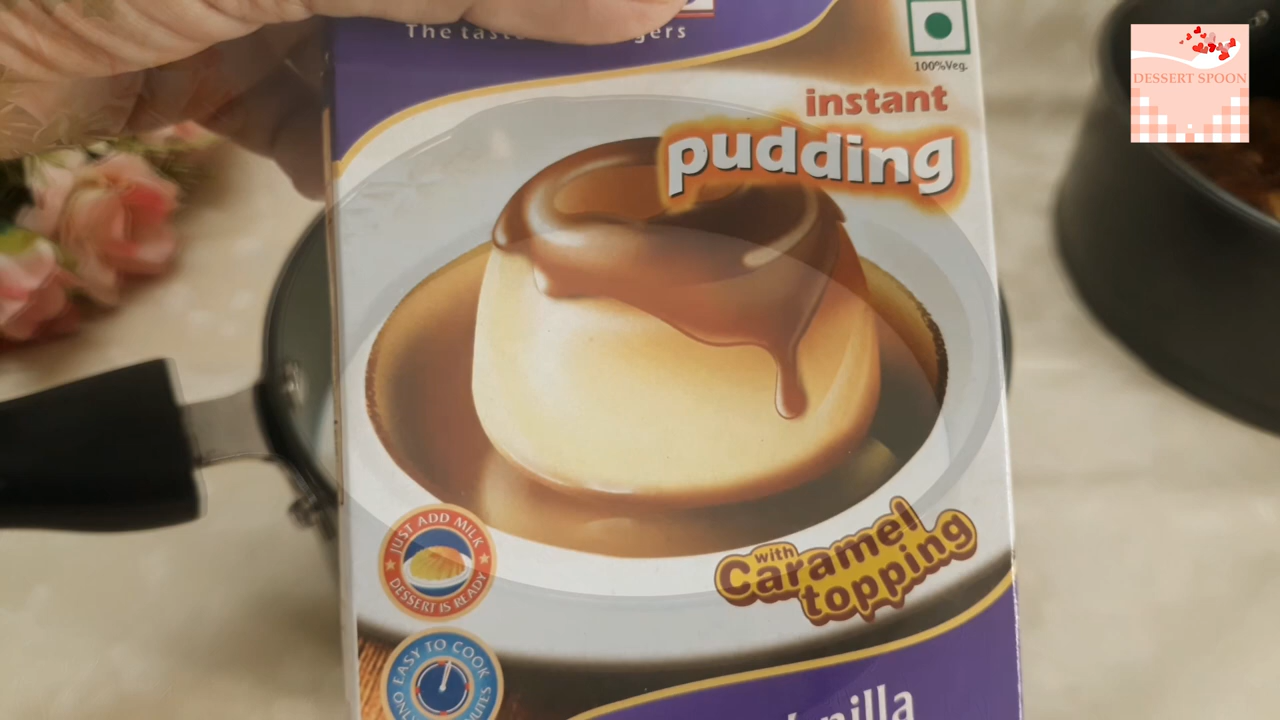 The
100%Veg.
DESSERT SPOON
instant
pudding
JUST ADD MILK
DESSERT IS READY
with
Caramel
topping
EASY TO COOK